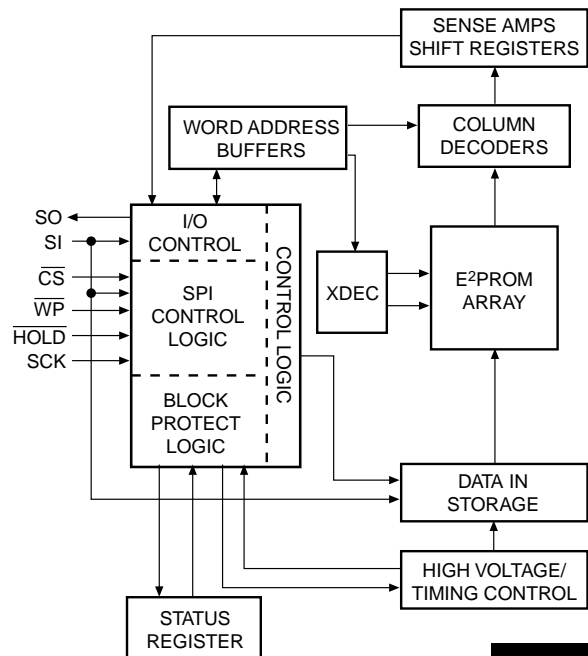 SENSE AMPS
SHIFT REGISTERS
WORD ADDRESS
BUFFERS
COLUMN
DECODERS
SO
SI
CS
WP
HOLD
SCK
I/O
CONTROL
SPI
CONTROL
LOGIC
BLOCK
PROTECT
LOGIC
CONTROL LOGIC
XDEC
E²PROM
ARRAY
DATA IN
STORAGE
HIGH VOLTAGE/
TIMING CONTROL
STATUS
REGISTER